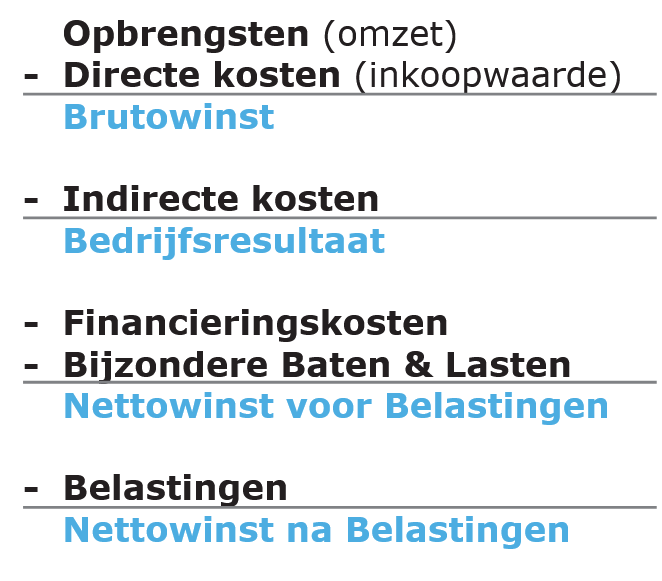 Opbrengsten (omzet)
- Directe kosten (inkoopwaarde)
Brutowinst
- Indirecte kosten
Bedrijfsresultaat
- Financieringskosten
- Bijzondere Baten & Lasten
Nettowinst voor Belastingen
- Belastingen
Nettowinst na Belastingen